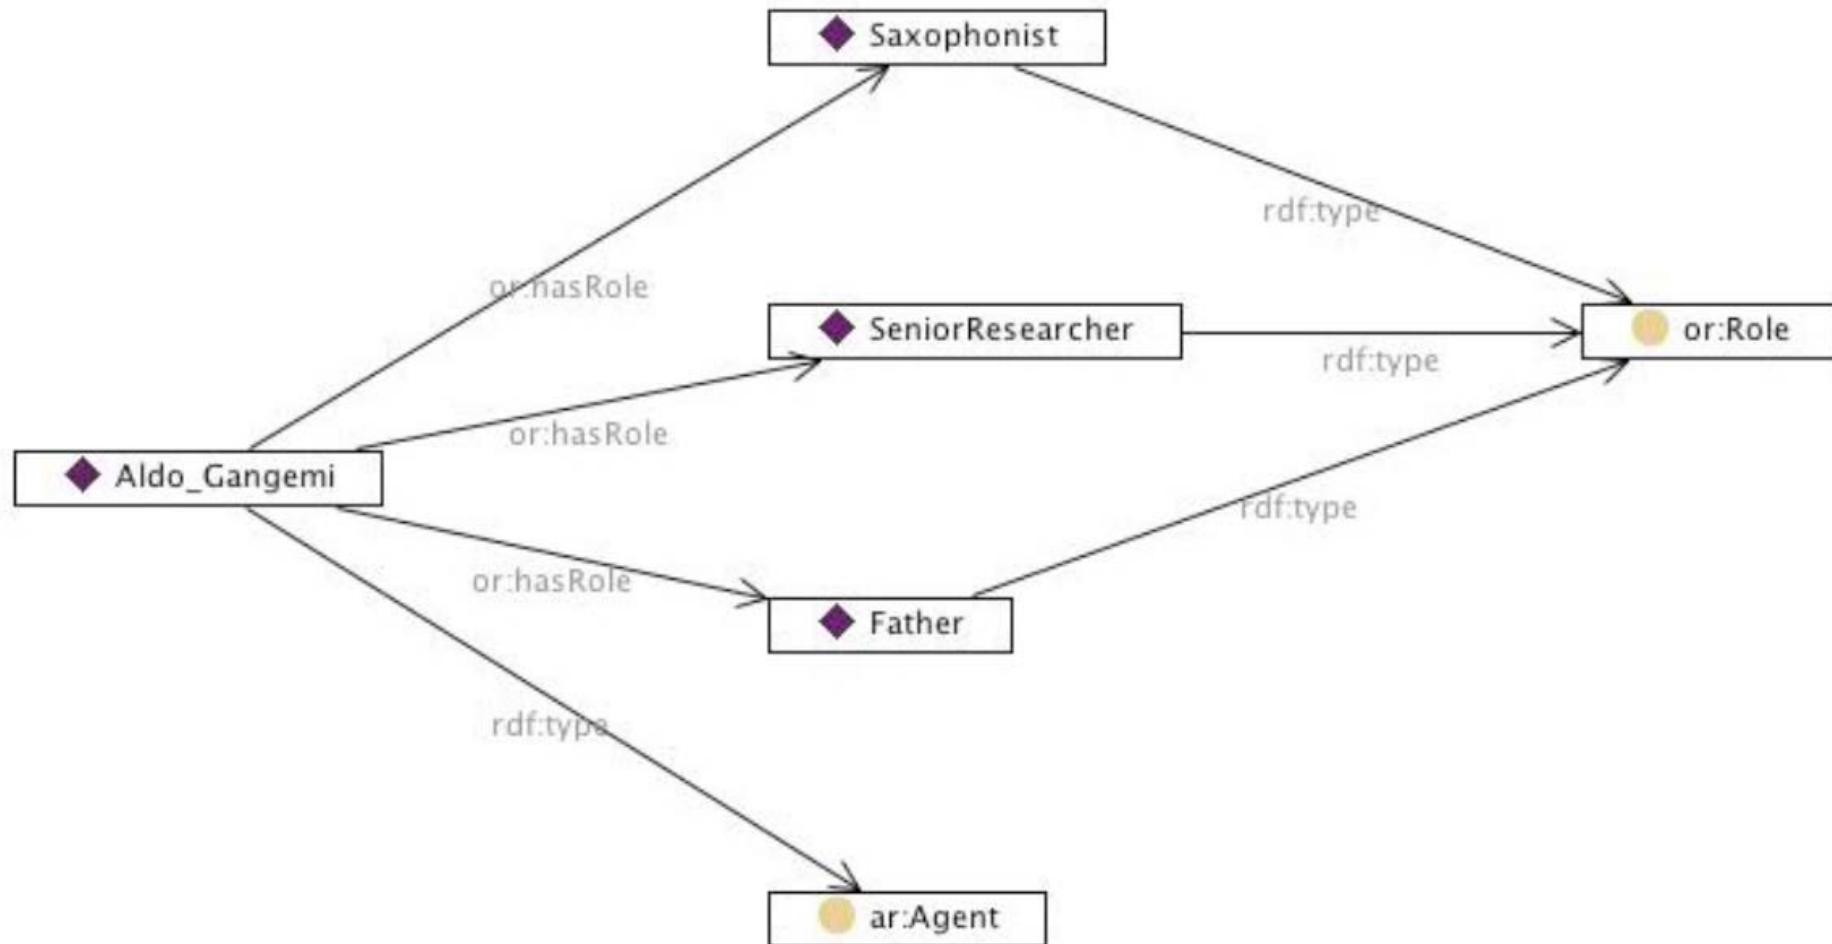 Saxophonist
rdf:type
or:hasRole
SeniorResearcher
or:Role
rdf:type
or:hasRole
Aldo_Gangemi
rdf:type
or:hasRole
Father
rdf:type
ar:Agent